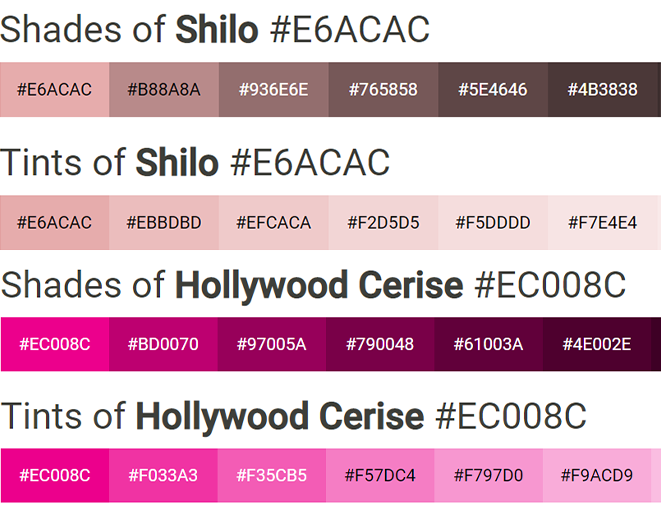 Shades of Shilo #E6ACAC
#E6ACAC #B88A8A #936E6E #765858 #5E4646 #4B3838
Tints of Shilo #E6ACAC
#E6ACAC #EBBDBD #EFCACA #F2D5D5 #F5DDDD #F7E4E4
Shades of Hollywood Cerise #EC008C
#EC008C #BD0070 #97005A #790048 #61003A #4E002E
Tints of Hollywood Cerise #EC008C
#EC008C #F033A3 #F35CB5 #F57DC4 #F797D0 #F9ACD9